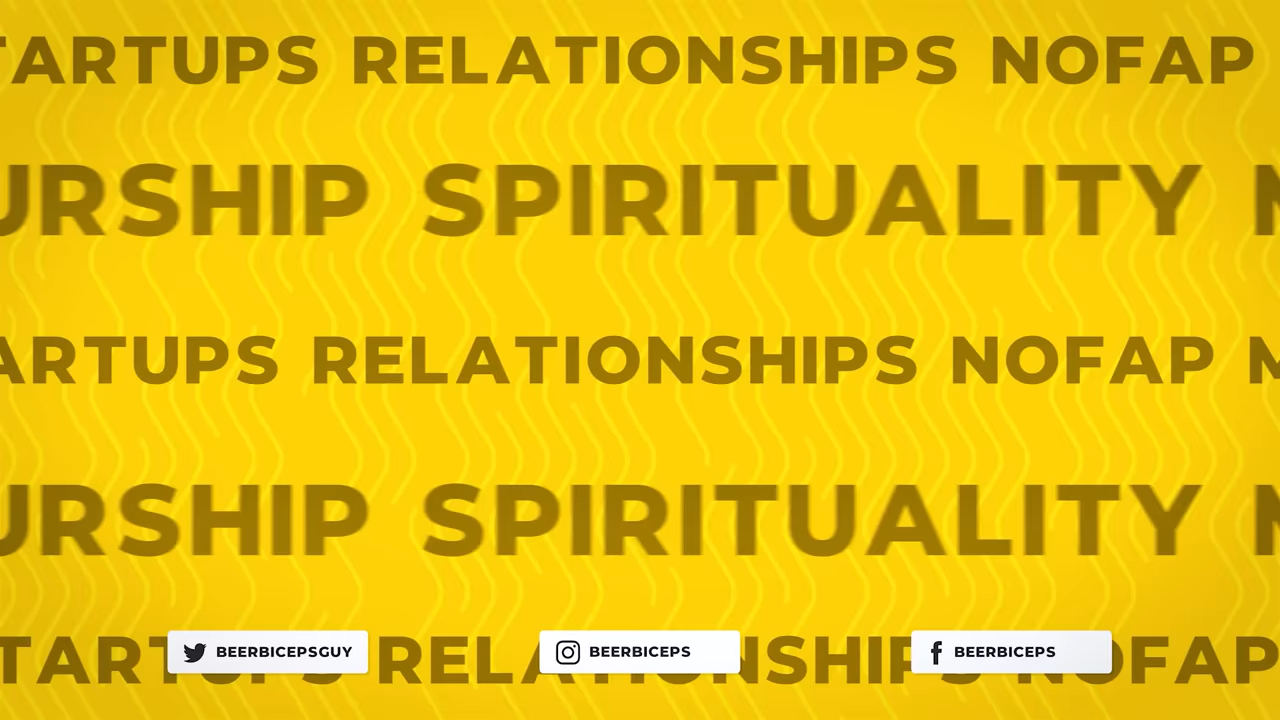 TARTUPS RELATIONSHIPS NOFAP
URSHIP SPIRITUALITY
ARTUPS RELATIONSHIPS NOFAP
URSHIP SPIRITUALITY
BEERBICEPSGUY
BEERBICEPS
BEERBICEPS